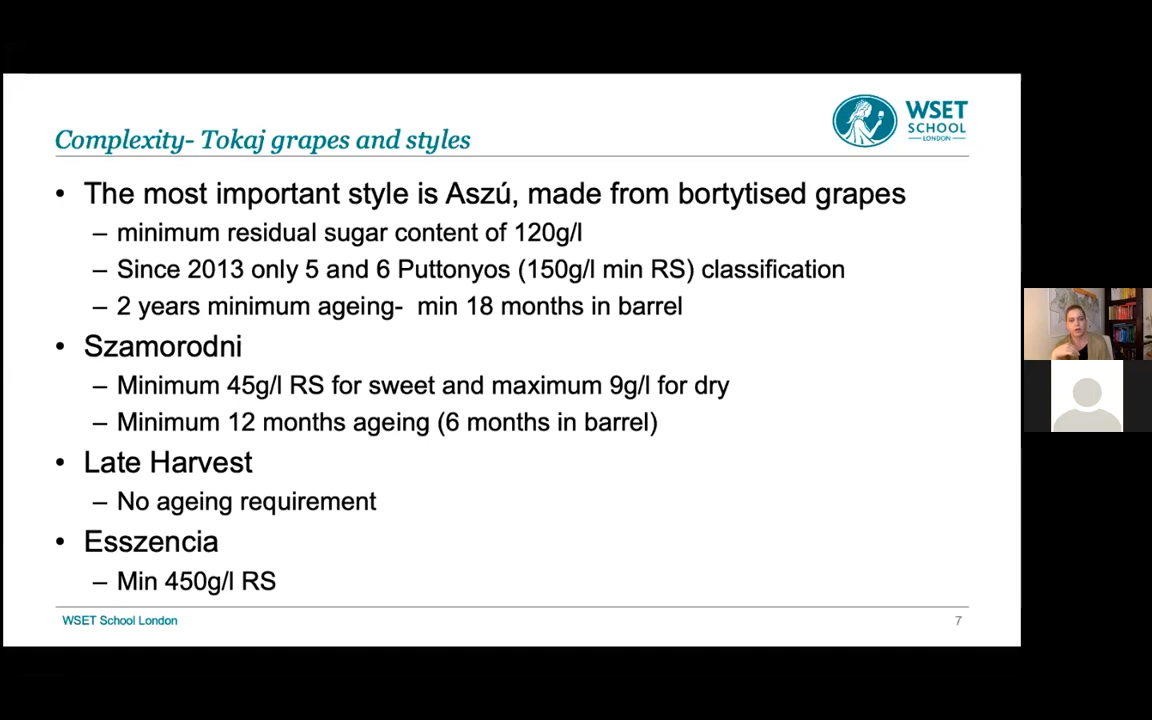 WSET
SCHOOL
LONDON
Complexity- Tokaj grapes and styles
• The most important style is Aszú, made from bortytised grapes
– minimum residual sugar content of 120g/l
– Since 2013 only 5 and 6 Puttonyos (150g/l min RS) classification
– 2 years minimum ageing- min 18 months in barrel
• Szamorodni
– Minimum 45g/l RS for sweet and maximum 9g/l for dry
– Minimum 12 months ageing (6 months in barrel)
• Late Harvest
– No ageing requirement
• Esszencia
– Min 450g/l RS
WSET School London
7